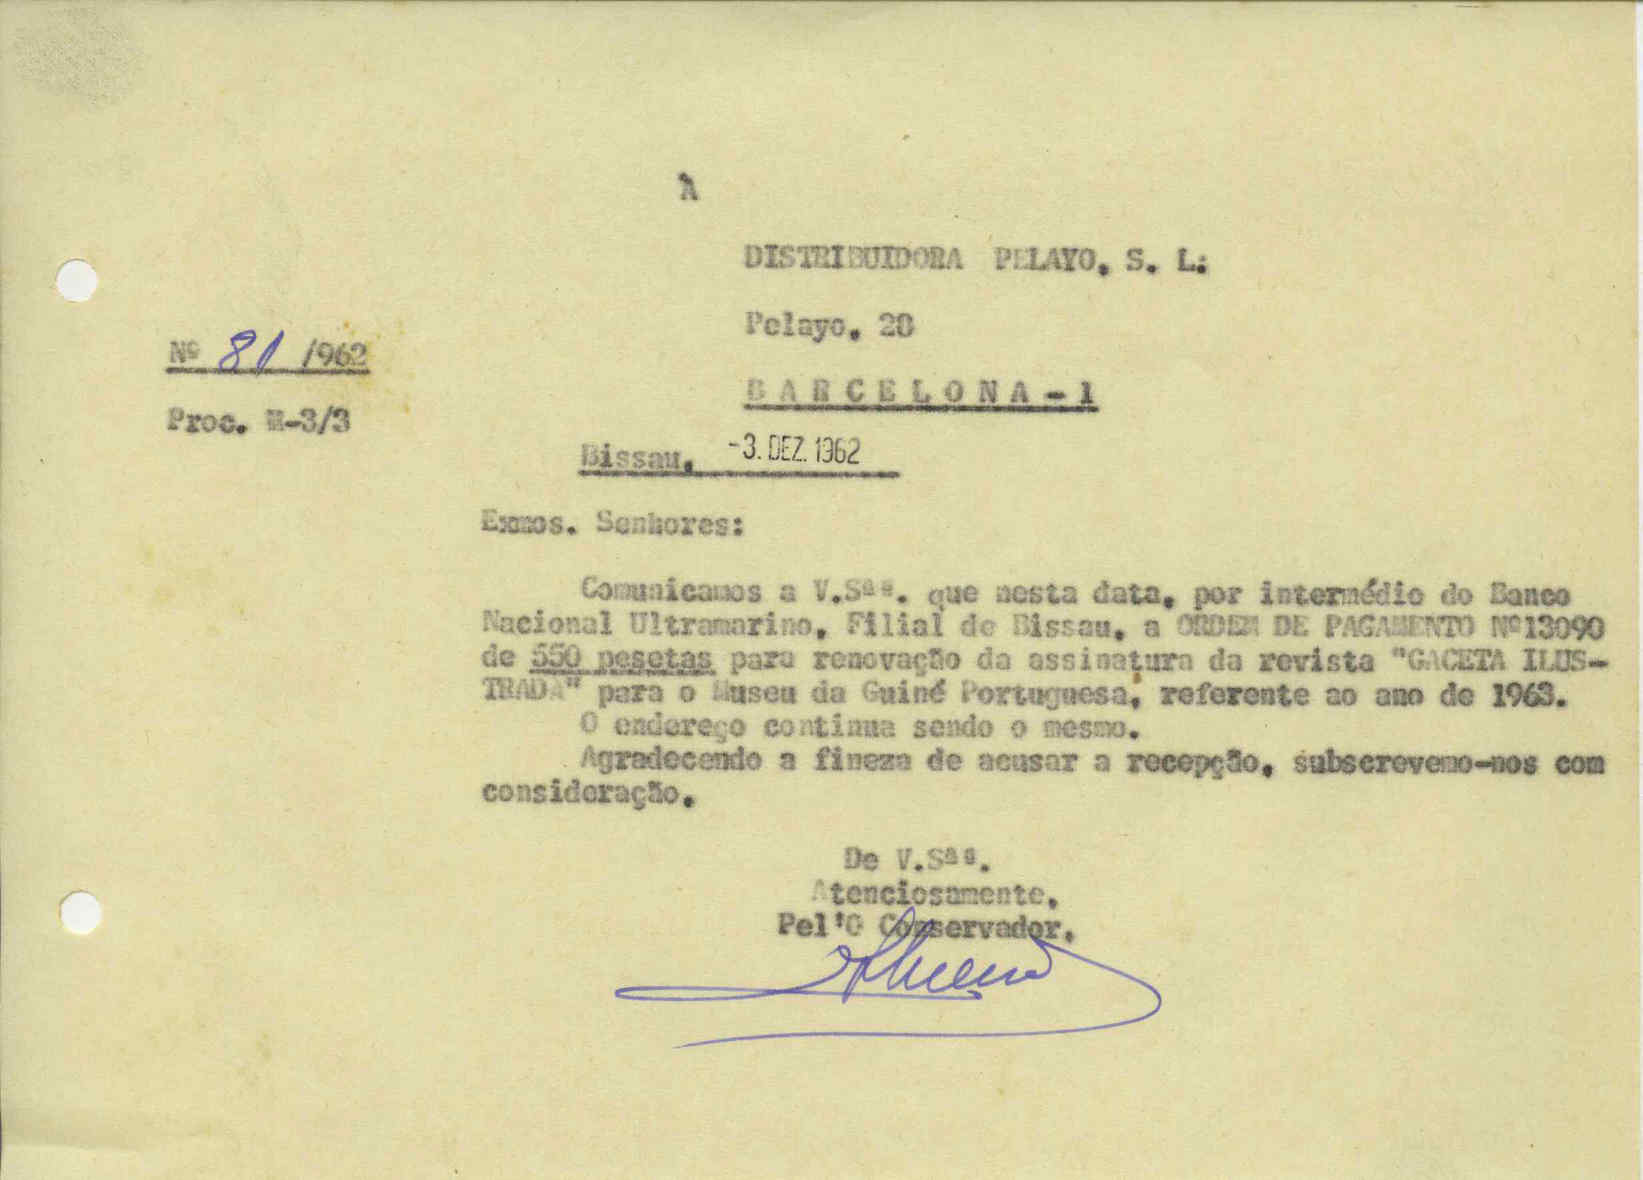 À
DISTRIBUIDORA PELAYO, S. L.
Pelayo, 28
Nº 81 /962
BARCELONA-1
Proc. M-3/3
Bissau, -3. DEZ. 1962
Exmos. Senhores:
Comunicamos a V.Sªs. que nesta data, por intermédio do Banco
Nacional Ultramarino, Filial de Bissau, a ORDEM DE PAGAMENTO Nº13090
de 550 pesetas para renovação da assinatura da revista "GACETA ILUS-
TRADA" para o Museu da Guiné Portuguesa, referente ao ano de 1963.
O endereço continua sendo o mesmo.
Agradecendo a fineza de acusar a recepção, subscrevemo-nos com
consideração.
De V.Sªs.
Atenciosamente,
Pel'O Conservador,